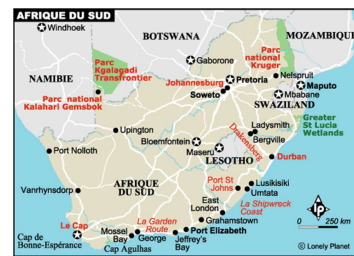 AFRIQUE DU SUD
Windhoek
BOTSWANA
MOZAMBIQUE
Gaborone
Parc
national
Kruger
NAMIBIE
Parc
Kgalagadi
Transfrontier
Johannesburg
Pretoria
Nelspruit
Maputo
Soweto
Mbabane
SWAZILAND
Parc national
Kalahari Gemsbok
Greater
St Lucia
Wetlands
Upington
Ladysmith
Bergville
Bloemfontein
Drakensberg
Port Nolloth
Maseru
LESOTHO
Durban
Vanrhynsdorp
AFRIQUE
DU SUD
Port St
Johns
Lusikisiki
Umtata
East
London
La Shipwreck
Coast
Le Cap
La Garden
Route
Grahamstown
Cap de
Bonne-Espérance
Mossel
Bay
George
Jeffrey's
Bay
Port Elizabeth
Cap Agulhas
lp
0
250 km
© Lonely Planet